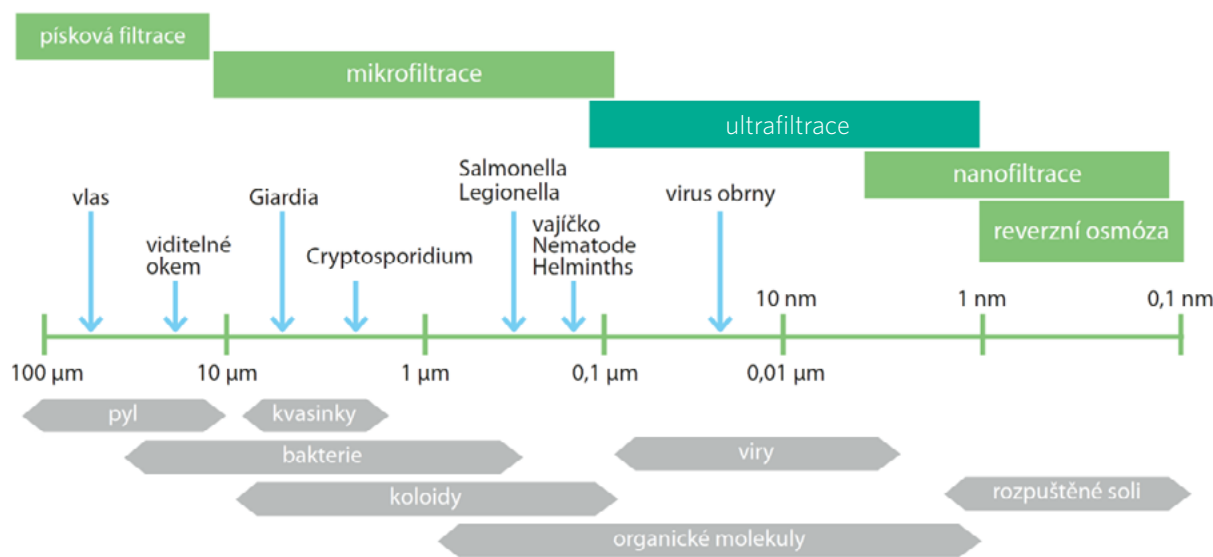 písková filtrace
mikrofiltrace
ultrafiltrace
nanofiltrace
reverzní osmóza
vlas
viditelné
okem
Giardia
Cryptosporidium
Salmonella
Legionella
vajíčko
Nematode
Helminths
virus obrny
10 nm
1 nm
0,1 nm
100 µm
10 µm
1 µm
0,1 µm
0,01 µm
pyl
kvasinky
bakterie
viry
koloidy
rozpuštěné soli
organické molekuly